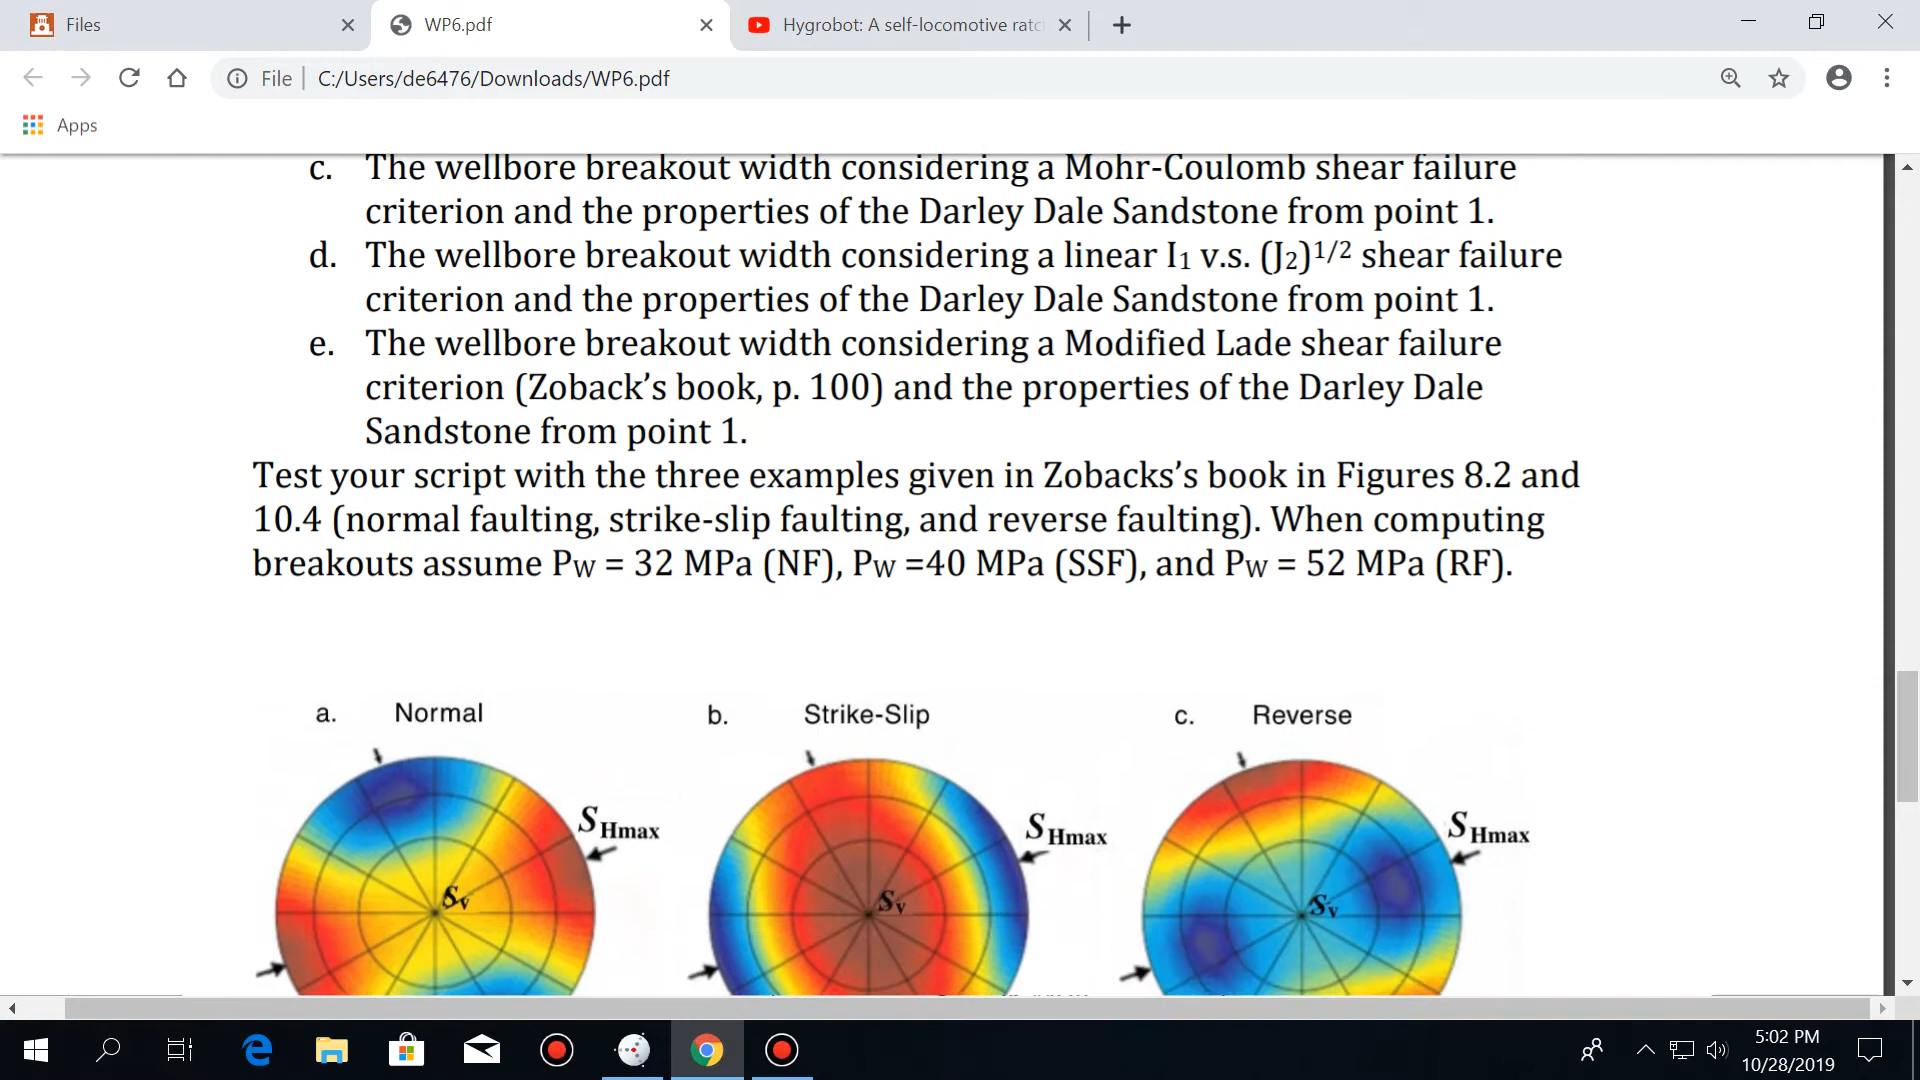 Files
WP6.pdf
Hygrobot: A self-locomotive ratc
File
C:/Users/de6476/Downloads/WP6.pdf
Apps
c. The wellbore breakout width considering a Mohr-Coulomb shear failure
criterion and the properties of the Darley Dale Sandstone from point 1.
d. The wellbore breakout width considering a linear I1 v.s. (J2)1/2 shear failure
criterion and the properties of the Darley Dale Sandstone from point 1.
e. The wellbore breakout width considering a Modified Lade shear failure
criterion (Zoback’s book, p. 100) and the properties of the Darley Dale
Sandstone from point 1.
Test your script with the three examples given in Zobacks’s book in Figures 8.2 and
10.4 (normal faulting, strike-slip faulting, and reverse faulting). When computing
breakouts assume PW = 32 MPa (NF), PW =40 MPa (SSF), and PW = 52 MPa (RF).
a. Normal
b. Strike-Slip
c. Reverse
SHmax
SHmax
SHmax
Sv
Sv
Sv
5:02 PM
10/28/2019